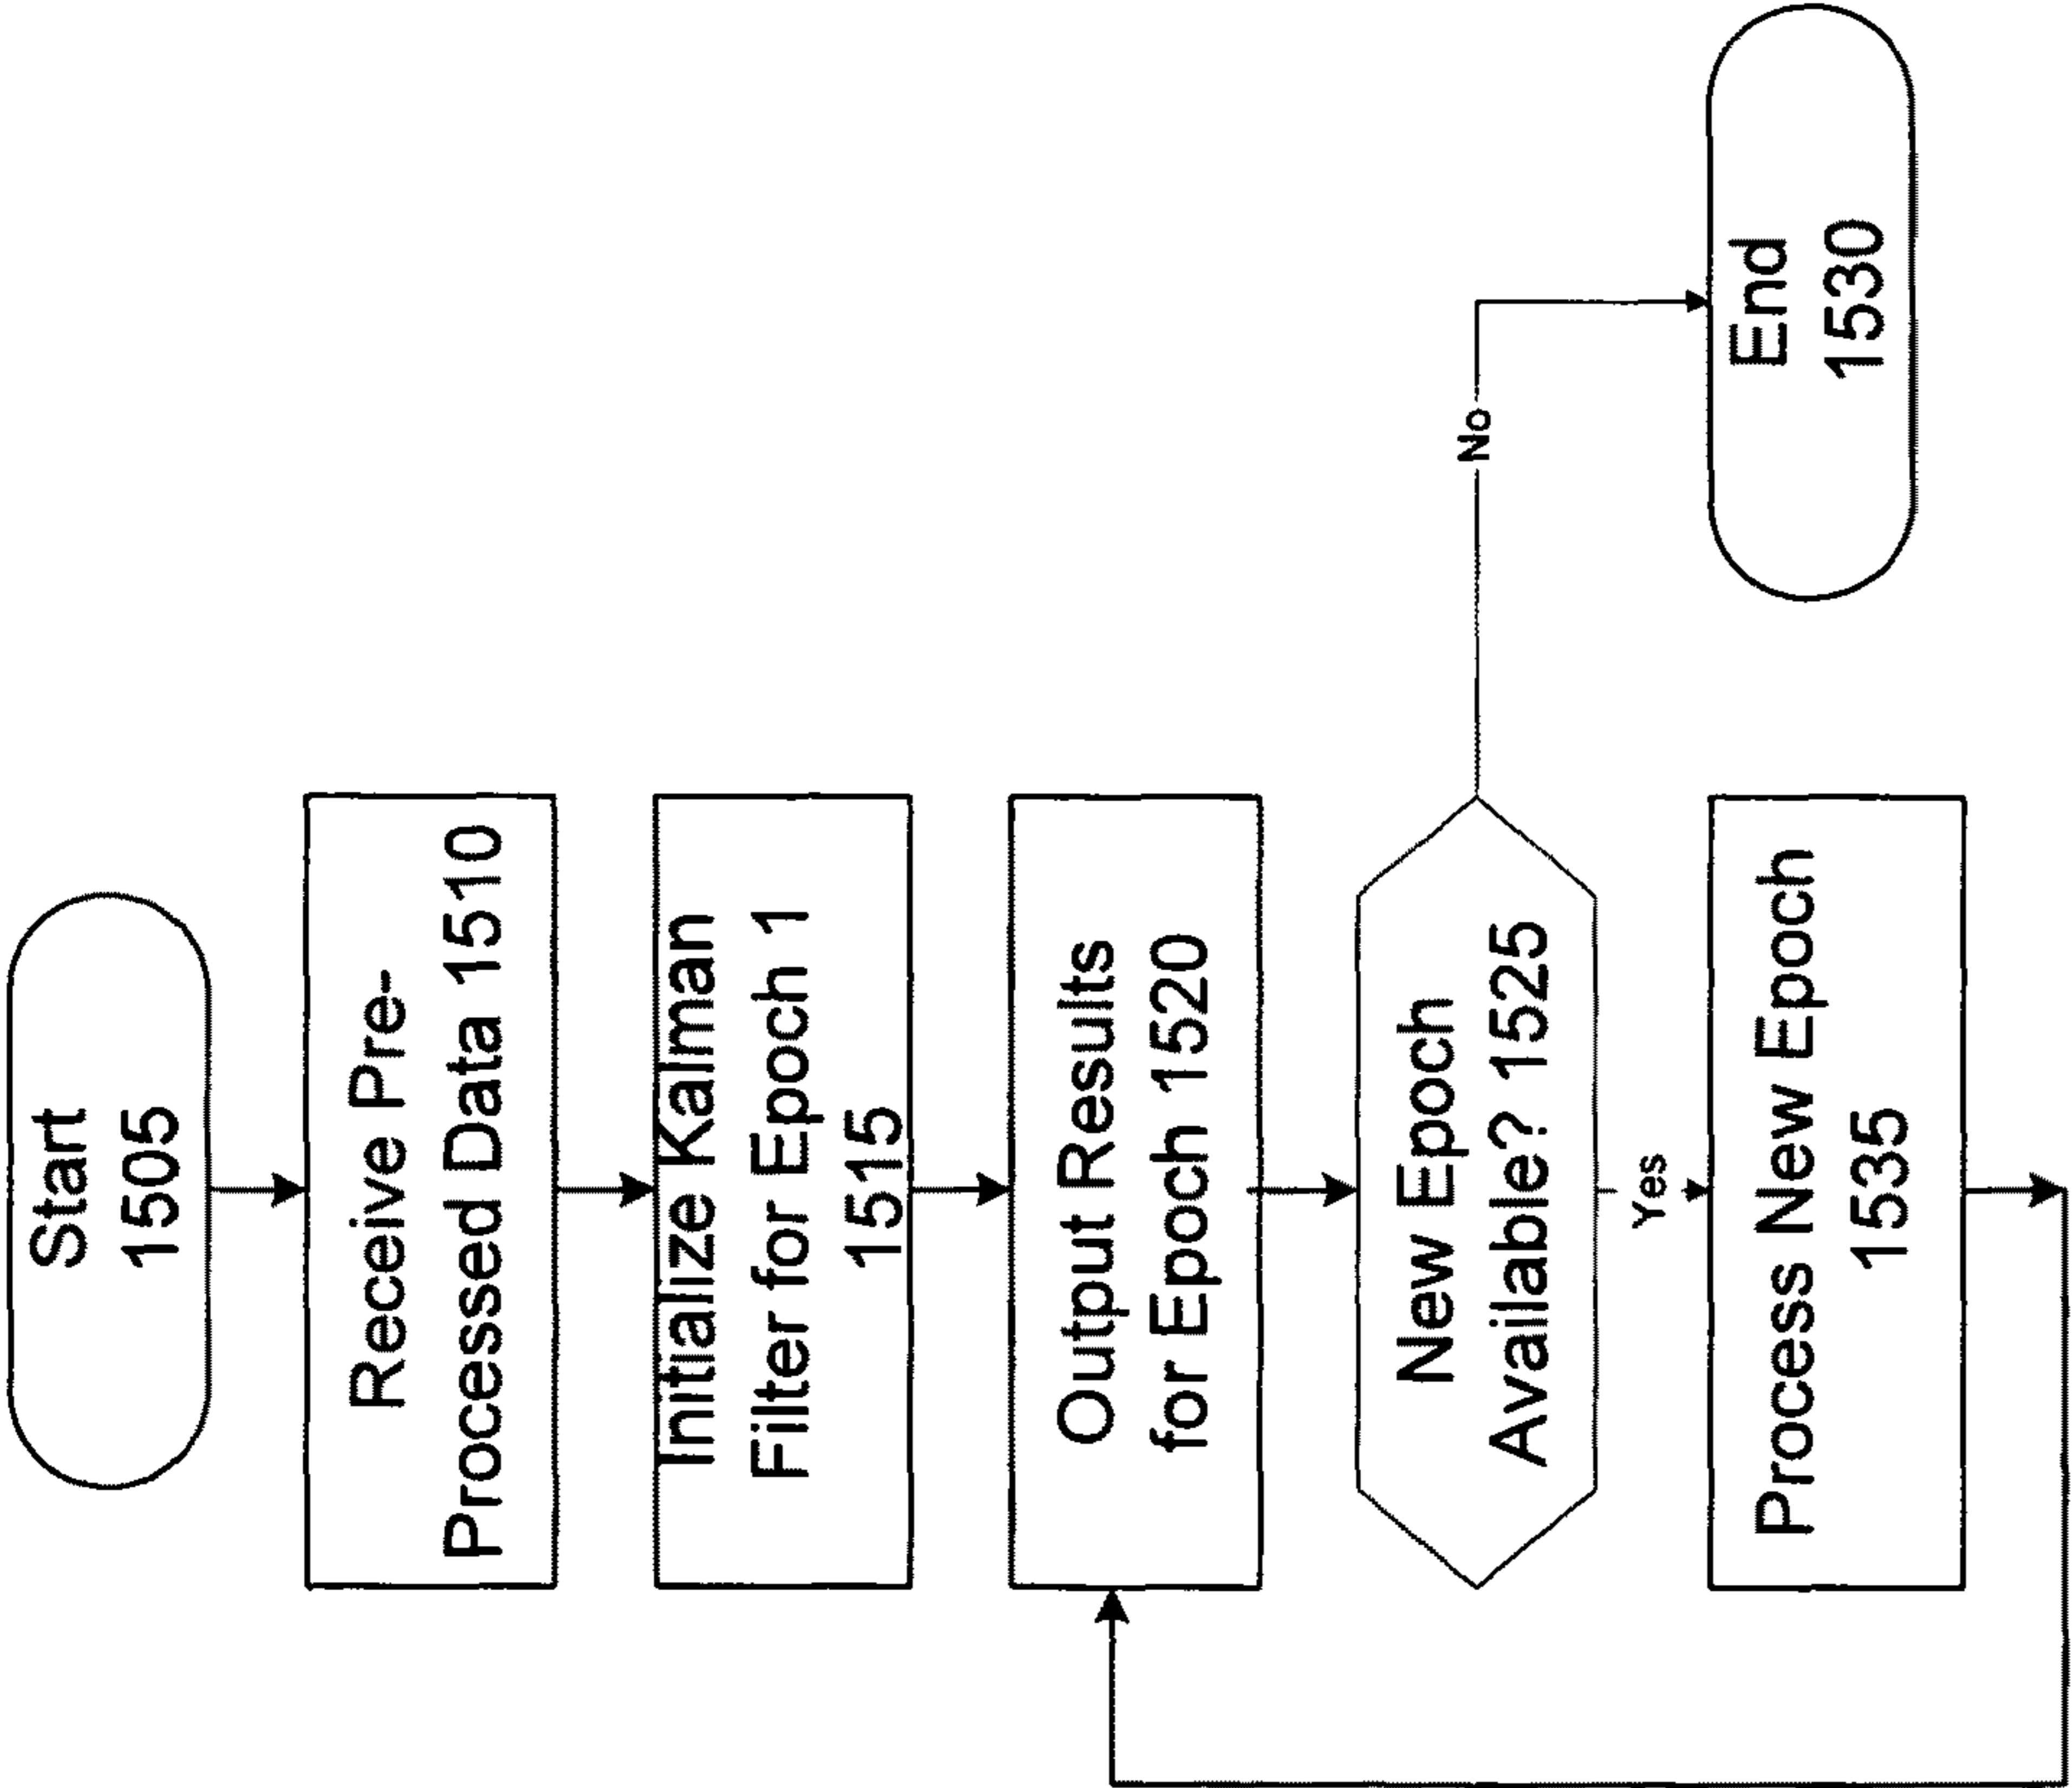 Start
1505
Receive Pre-
Processed Data 1510
Initialize Kalman
Filter for Epoch 1
1515
Output Results
for Epoch 1520
New Epoch
Available? 1525
No
Yes
End
1530
Process New Epoch
1535